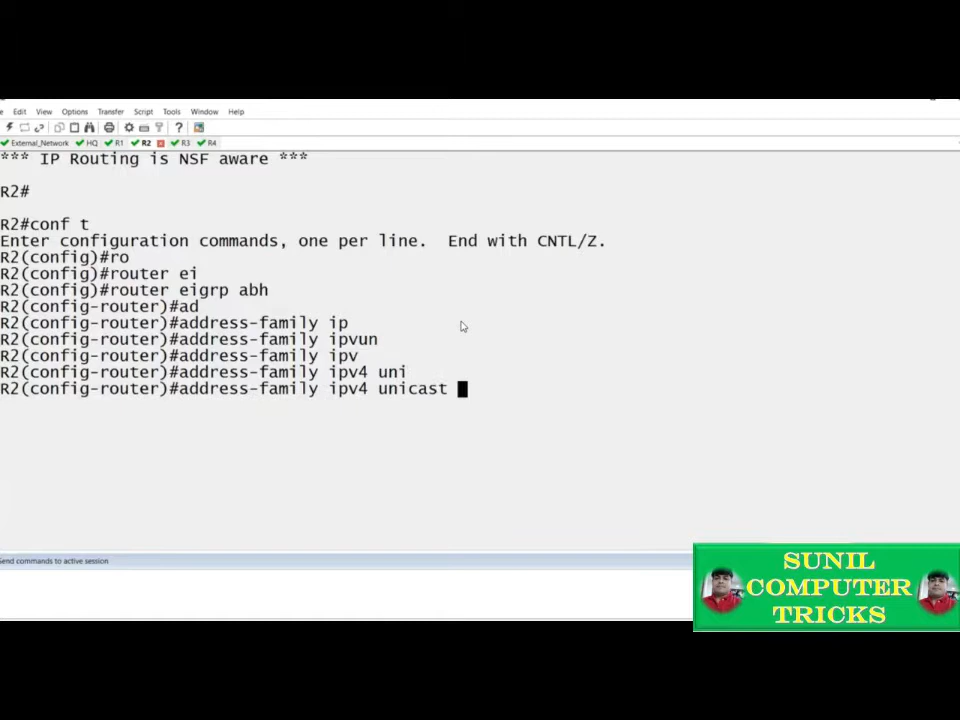 Edit View Options Transfer Script Tools Window Help
External_Network HQ R1 R2 R3 R4
*** IP Routing is NSF aware ***
R2#
R2#conf t
Enter configuration commands, one per line. End with CNTL/Z.
R2(config)#ro
R2(config)#router ei
R2(config)#router eigrp abh
R2(config-router)#ad
R2(config-router)#address-family ip
R2(config-router)#address-family ipvun
R2(config-router)#address-family ipv
R2(config-router)#address-family ipv4 uni
R2(config-router)#address-family ipv4 unicast
Send commands to active session
SUNIL
COMPUTER
TRICKS